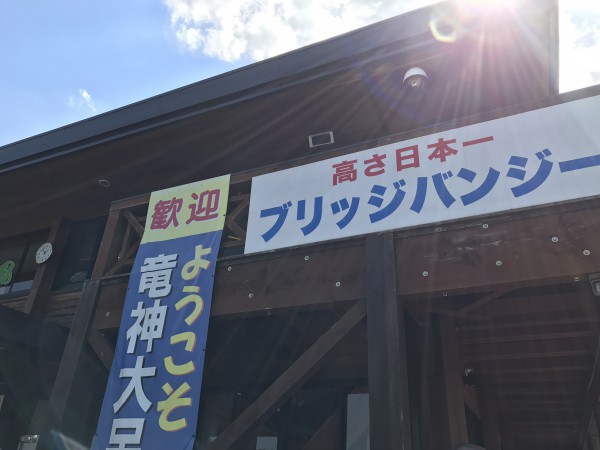 高さ日本一
ブリッジバンジー
歓迎
ようこそ
竜神大